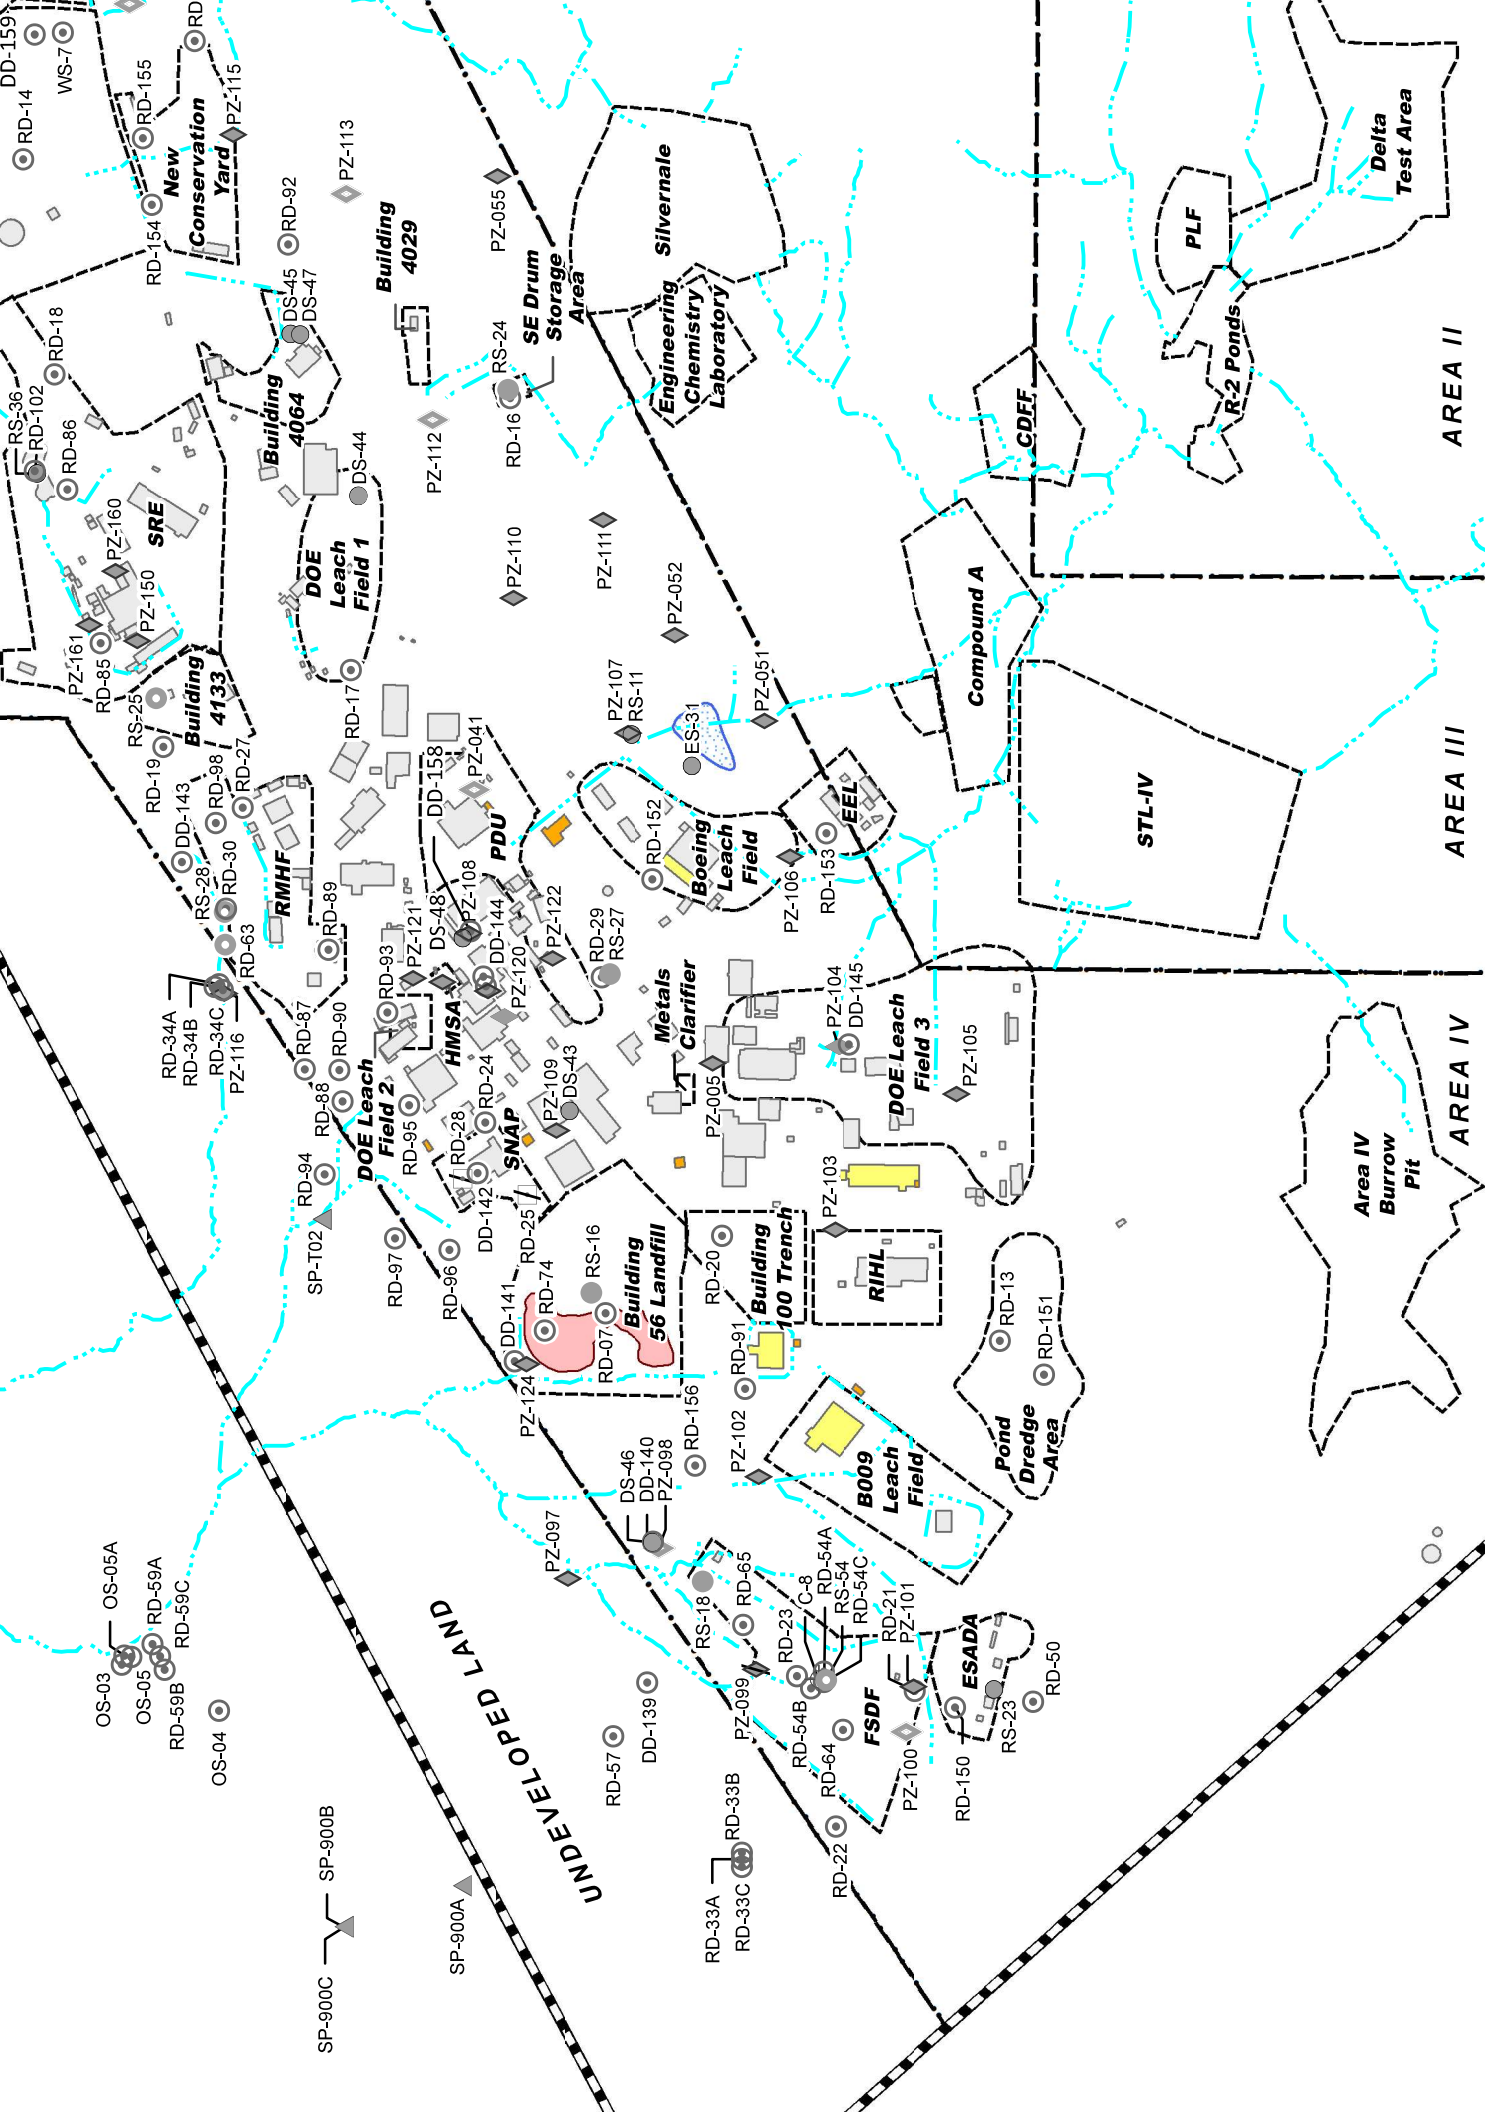 DD-159
WS-7
RD-14
RD
RD-155
PZ-115
New
Conservation
Yard
RD-154
PZ-113
RD-92
PZ-055
Building
4029
DS-45
DS-47
RD-18
SE Drum
Storage
Area
Silvernale
Engineering
Chemistry
Laboratory
Delta
Test Area
PLF
R-2 Ponds
AREA II
CDFF
RS-24
RD-16
PZ-112
Building
4064
DS-44
RS-36
RD-102
RD-86
SRE
PZ-160
PZ-150
PZ-161
RD-85
DOE
Leach
Field 1
PZ-110
PZ-111
PZ-052
Compound A
RS-25
Building
4133
RD-17
RD-19
RD-98
RD-27
DD-143
PZ-107
RS-11
ES-31
PZ-051
DD-158
PZ-041
PDU
RMHF
RS-28
RD-30
RD-63
RD-89
RD-152
Boeing
Leach
Field
EEL
RD-153
PZ-106
STL-IV
AREA III
RD-34A
RD-34B
RD-34C
PZ-116
RD-93
PZ-121
DS-48
PZ-108
DD-144
PZ-120
PZ-122
RD-29
RS-27
RD-87
RD-90
RD-88
HMSA
Metals
Clarifier
PZ-005
PZ-104
DD-145
DOE Leach
Field 3
PZ-105
DOE Leach
Field 2
RD-95
RD-24
RD-28
SNAP
PZ-109
DS-43
RD-94
SP-T02
DD-142
RD-25
RD-97
RD-96
PZ-103
AREA IV
Area IV
Burrow
Pit
RD-20
Building
100 Trench
RIHL
RS-16
Building
56 Landfill
RD-74
DD-141
RD-07
PZ-124
RD-91
RD-156
PZ-102
RD-13
RD-151
Pond
Dredge
Area
B009
Leach
Field
DS-46
DD-140
PZ-098
PZ-097
RS-18
RD-65
RD-23
C-8
RD-54A
RS-54
RD-54C
RD-21
PZ-101
ESADA
RD-50
RS-23
RD-150
PZ-099
RD-54B
RD-64
FSDF
PZ-100
RD-22
DD-139
RD-57
UNDEVELOPED LAND
OS-05A
RD-59A
RD-59C
OS-03
OS-05
RD-59B
OS-04
RD-33B
RD-33A
RD-33C
SP-900B
SP-900A
SP-900C